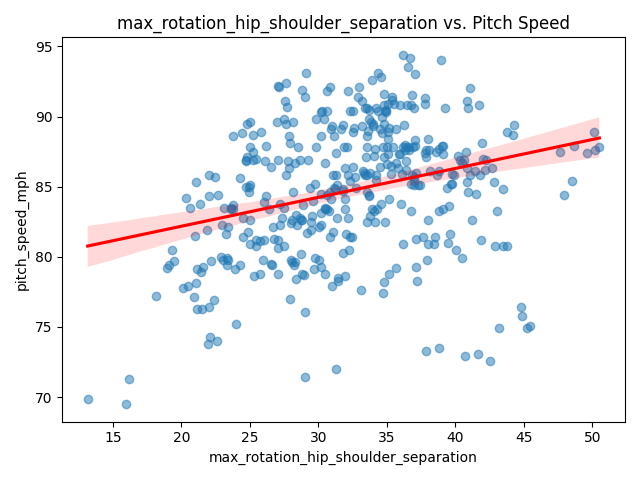 max_rotation_hip_shoulder_separation vs. Pitch Speed
95
90
85
80
75
70
pitch_speed_mph
15 20 25 30 35 40 45 50
max_rotation_hip_shoulder_separation